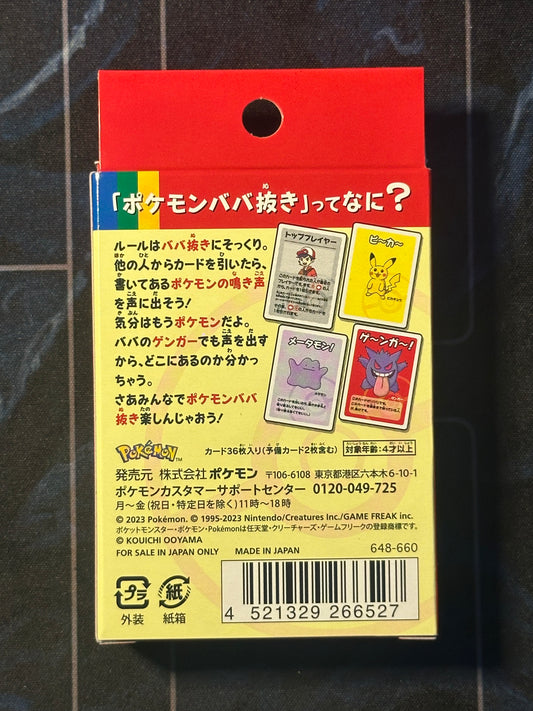 「ポケモンババ抜き」ってなに?
ルールはババ抜きにそっくり。
他の人からカードを引いたら、
書いてあるポケモンの鳴き声
を声に出そう!
気分はもうポケモンだよ。
ババのゲンガーでも声を出す
から、どこにあるのか分かっ
ちゃう。
さあみんなでポケモンババ
抜き楽しんじゃおう!
トッププレイヤー
ピ〜カ〜
ピカチュウ
メ〜タモン!
メタモン
ゲ〜ンガ〜!
ゲンガー
POKÉMON™
カード36枚入り(予備カード2枚含む)
対象年齢:4才以上
発売元 株式会社 ポケモン 〒106-6108 東京都港区六本木6-10-1
ポケモンカスタマーサポートセンター 0120-049-725
月〜金(祝日・特定日を除く)11時〜18時
© 2023 Pokémon. © 1995-2023 Nintendo/Creatures Inc./GAME FREAK inc.
ポケットモンスター・ポケモン・Pokémonは任天堂・クリーチャーズ・ゲームフリークの登録商標です。
© KOUICHI OOYAMA
FOR SALE IN JAPAN ONLY MADE IN JAPAN 648-660
プラ
外装
紙
紙箱
4 521329 266527